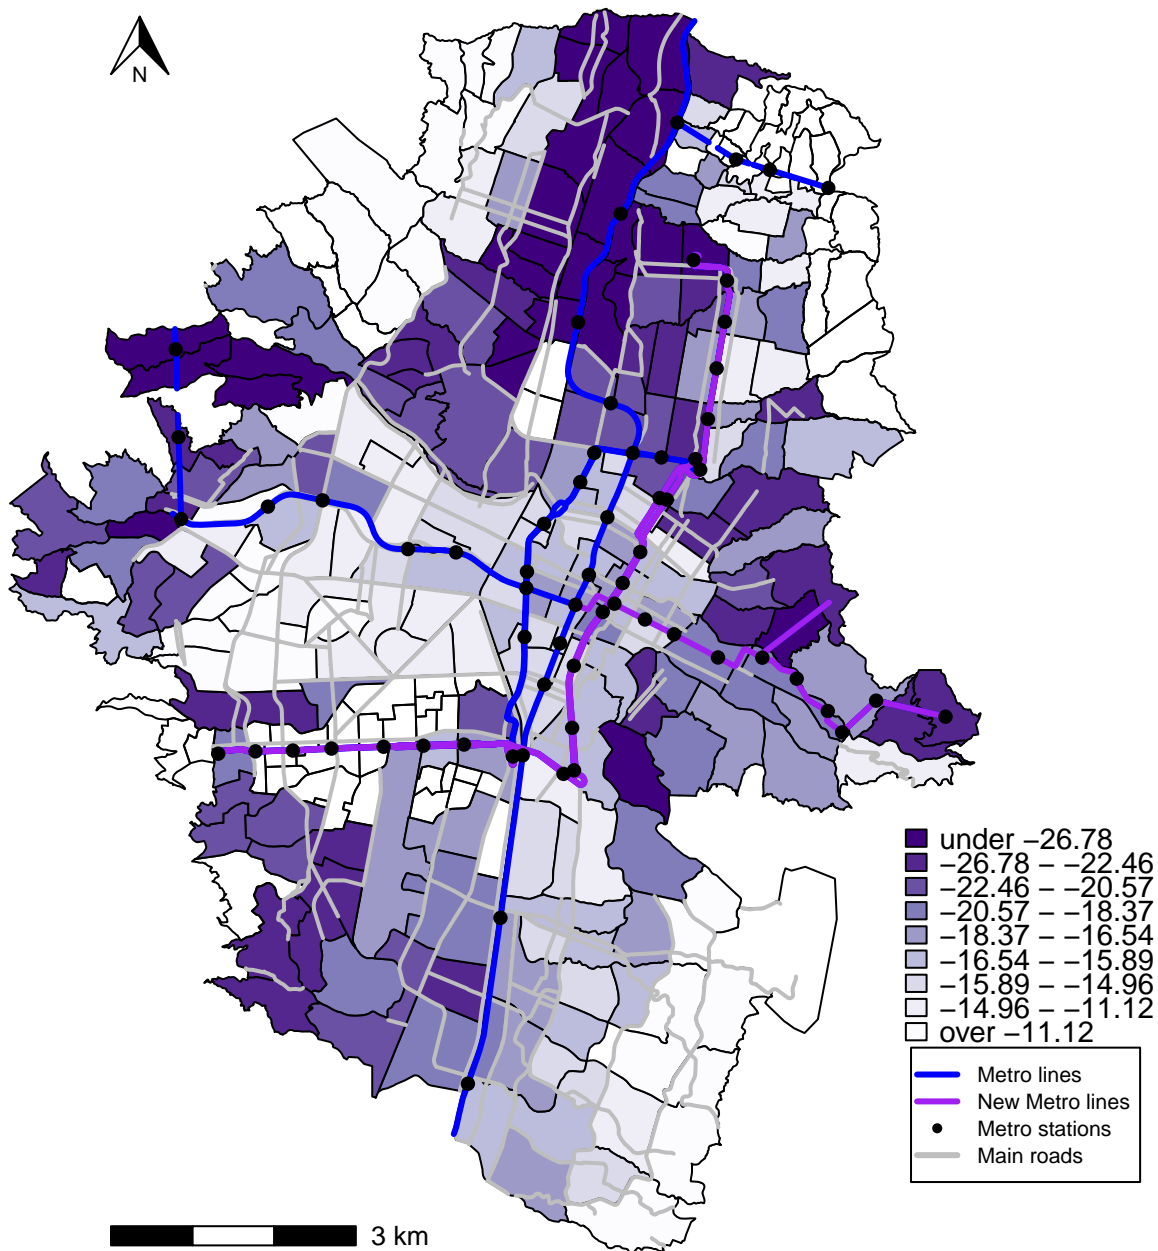 N
under −26.78
−26.78 − −22.46
−22.46 − −20.57
−20.57 − −18.37
−18.37 − −16.54
−16.54 − −15.89
−15.89 − −14.96
−14.96 − −11.12
over −11.12
Metro lines
New Metro lines
Metro stations
Main roads
3 km